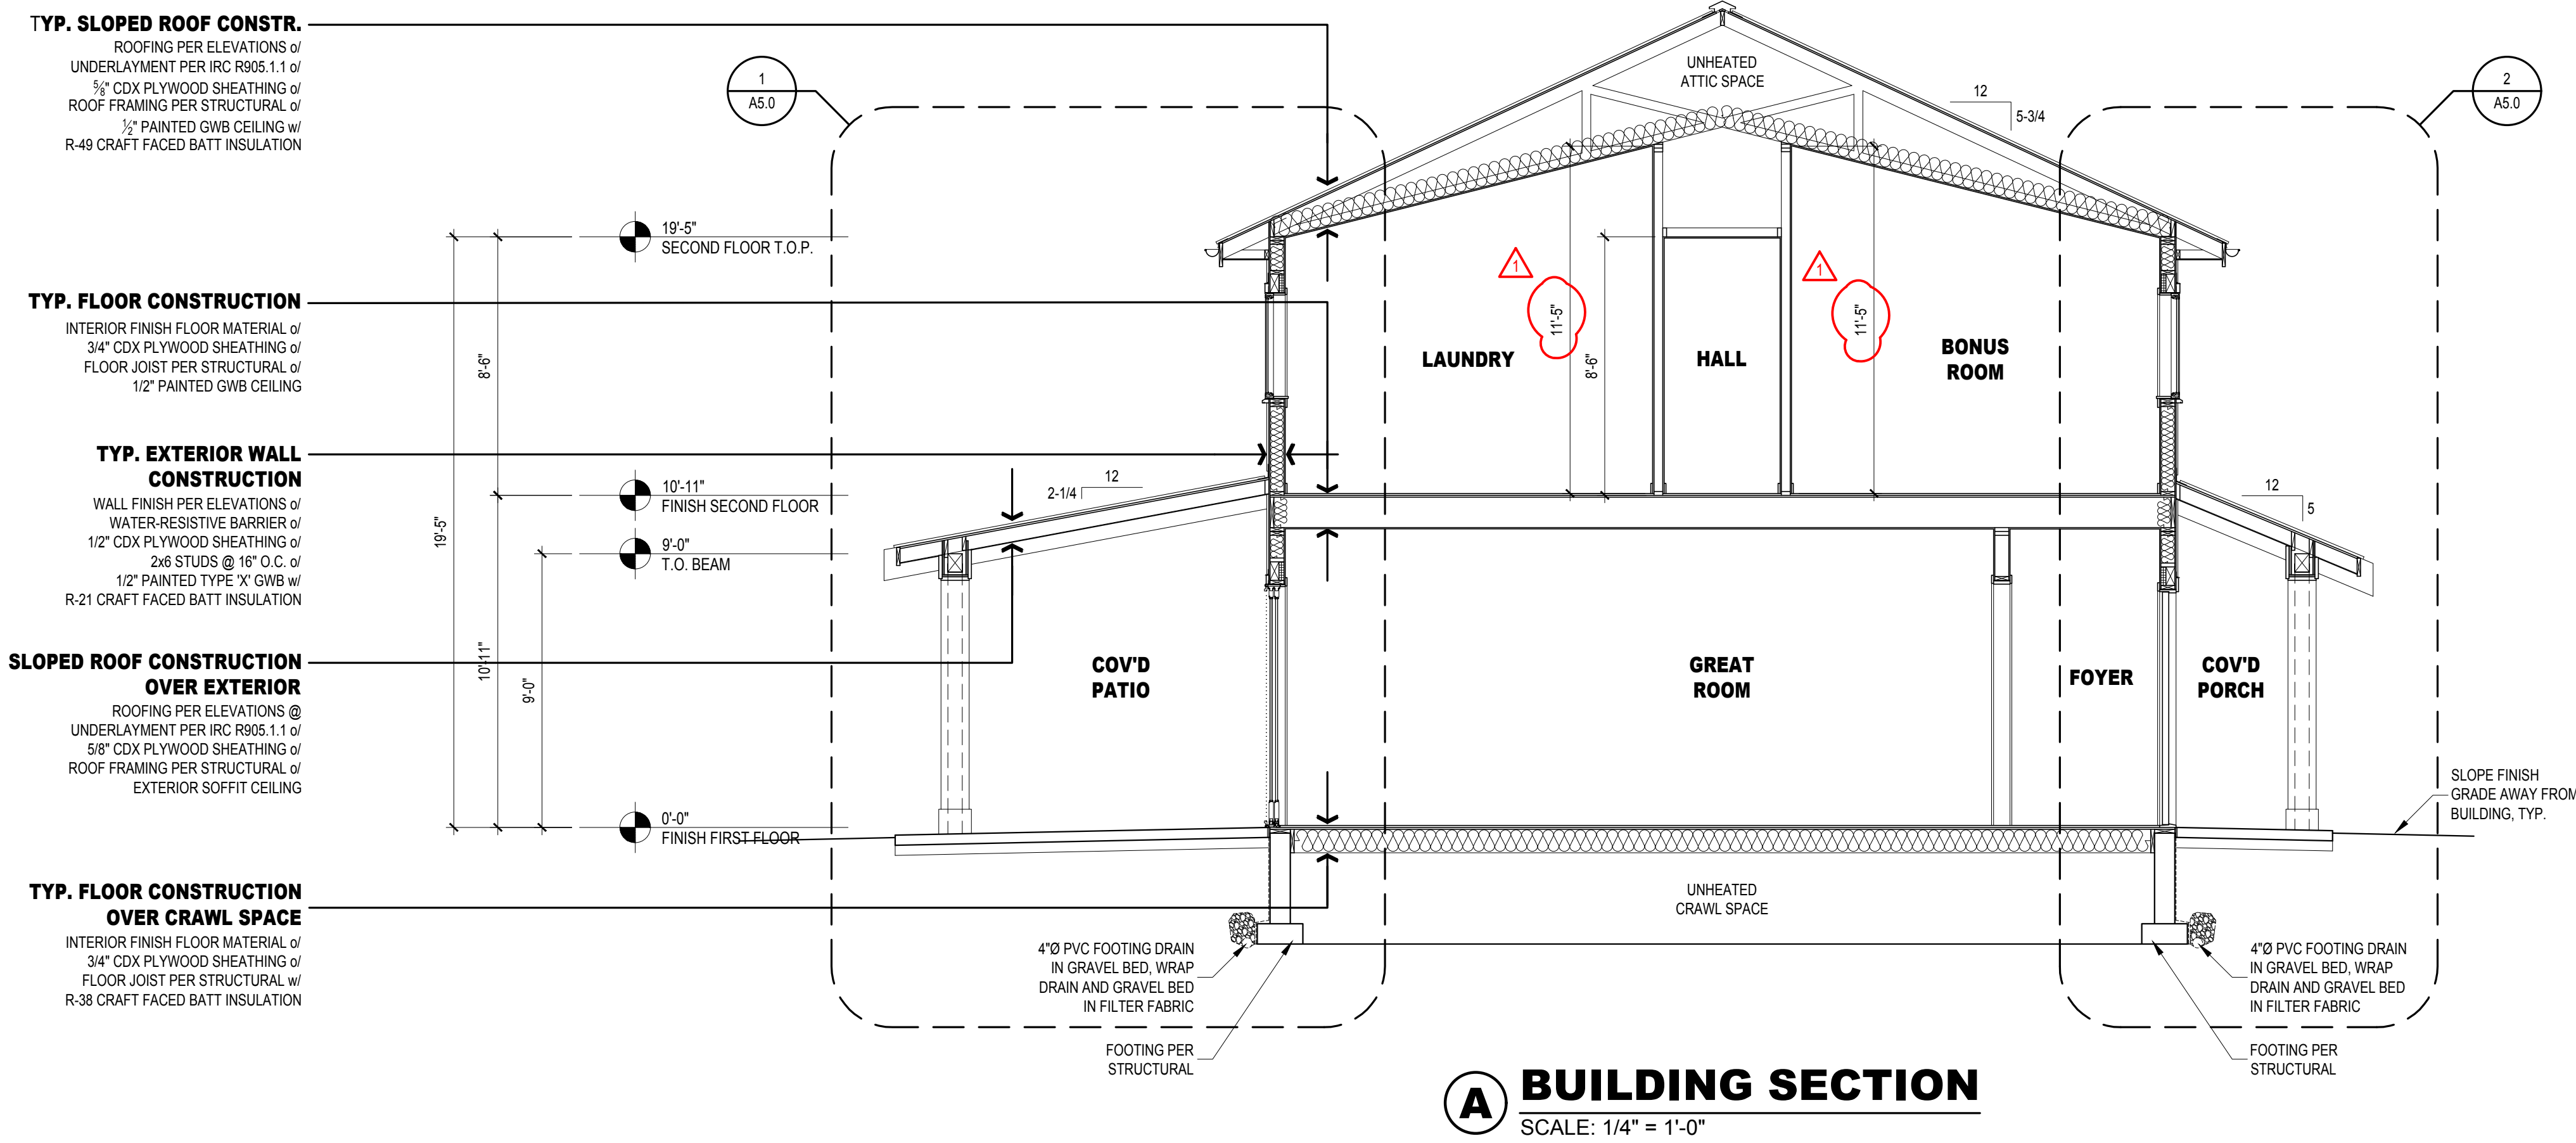 TYP. SLOPED ROOF CONSTR.
ROOFING PER ELEVATIONS o/
UNDERLAYMENT PER IRC R905.1.1 o/
⅝" CDX PLYWOOD SHEATHING o/
ROOF FRAMING PER STRUCTURAL o/
½" PAINTED GWB CEILING w/
R-49 CRAFT FACED BATT INSULATION
TYP. FLOOR CONSTRUCTION
INTERIOR FINISH FLOOR MATERIAL o/
3/4" CDX PLYWOOD SHEATHING o/
FLOOR JOIST PER STRUCTURAL o/
1/2" PAINTED GWB CEILING
TYP. EXTERIOR WALL
CONSTRUCTION
WALL FINISH PER ELEVATIONS o/
WATER-RESISTIVE BARRIER o/
1/2" CDX PLYWOOD SHEATHING o/
2x6 STUDS @ 16" O.C. o/
1/2" PAINTED TYPE 'X' GWB w/
R-21 CRAFT FACED BATT INSULATION
SLOPED ROOF CONSTRUCTION
OVER EXTERIOR
ROOFING PER ELEVATIONS @
UNDERLAYMENT PER IRC R905.1.1 o/
5/8" CDX PLYWOOD SHEATHING o/
ROOF FRAMING PER STRUCTURAL o/
EXTERIOR SOFFIT CEILING
TYP. FLOOR CONSTRUCTION
OVER CRAWL SPACE
INTERIOR FINISH FLOOR MATERIAL o/
3/4" CDX PLYWOOD SHEATHING o/
FLOOR JOIST PER STRUCTURAL w/
R-38 CRAFT FACED BATT INSULATION
19'-5"
8'-6"
10'-11"
9'-0"
19'-5"
SECOND FLOOR T.O.P.
10'-11"
FINISH SECOND FLOOR
9'-0"
T.O. BEAM
0'-0"
FINISH FIRST FLOOR
1
A5.0
2
A5.0
UNHEATED
ATTIC SPACE
12
5-3/4
1
11'-5"
8'-6"
1
11'-5"
LAUNDRY
HALL
BONUS
ROOM
12
2-1/4
12
5
COV'D
PATIO
GREAT
ROOM
FOYER
COV'D
PORCH
SLOPE FINISH
GRADE AWAY FROM
BUILDING, TYP.
UNHEATED
CRAWL SPACE
4"Ø PVC FOOTING DRAIN
IN GRAVEL BED, WRAP
DRAIN AND GRAVEL BED
IN FILTER FABRIC
FOOTING PER
STRUCTURAL
4"Ø PVC FOOTING DRAIN
IN GRAVEL BED, WRAP
DRAIN AND GRAVEL BED
IN FILTER FABRIC
FOOTING PER
STRUCTURAL
A
BUILDING SECTION
SCALE: 1/4" = 1'-0"